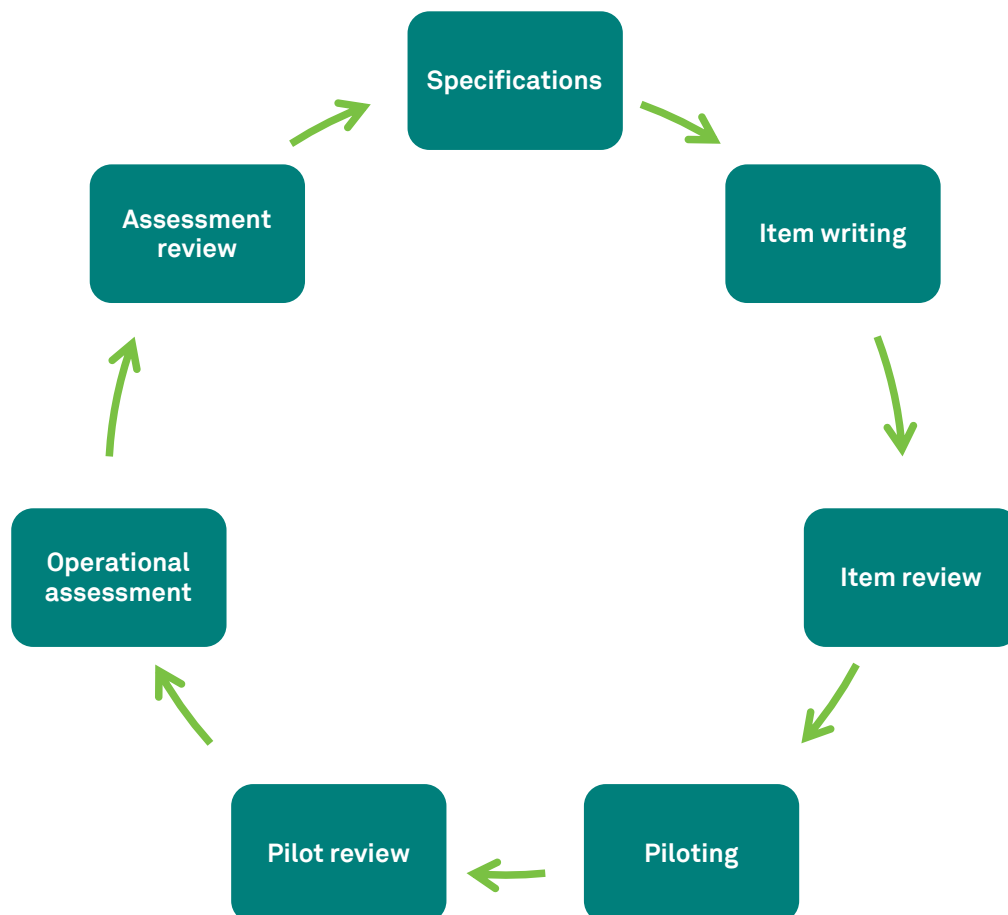 Specifications
Item writing
Item review
Piloting
Pilot review
Operational
assessment
Assessment
review